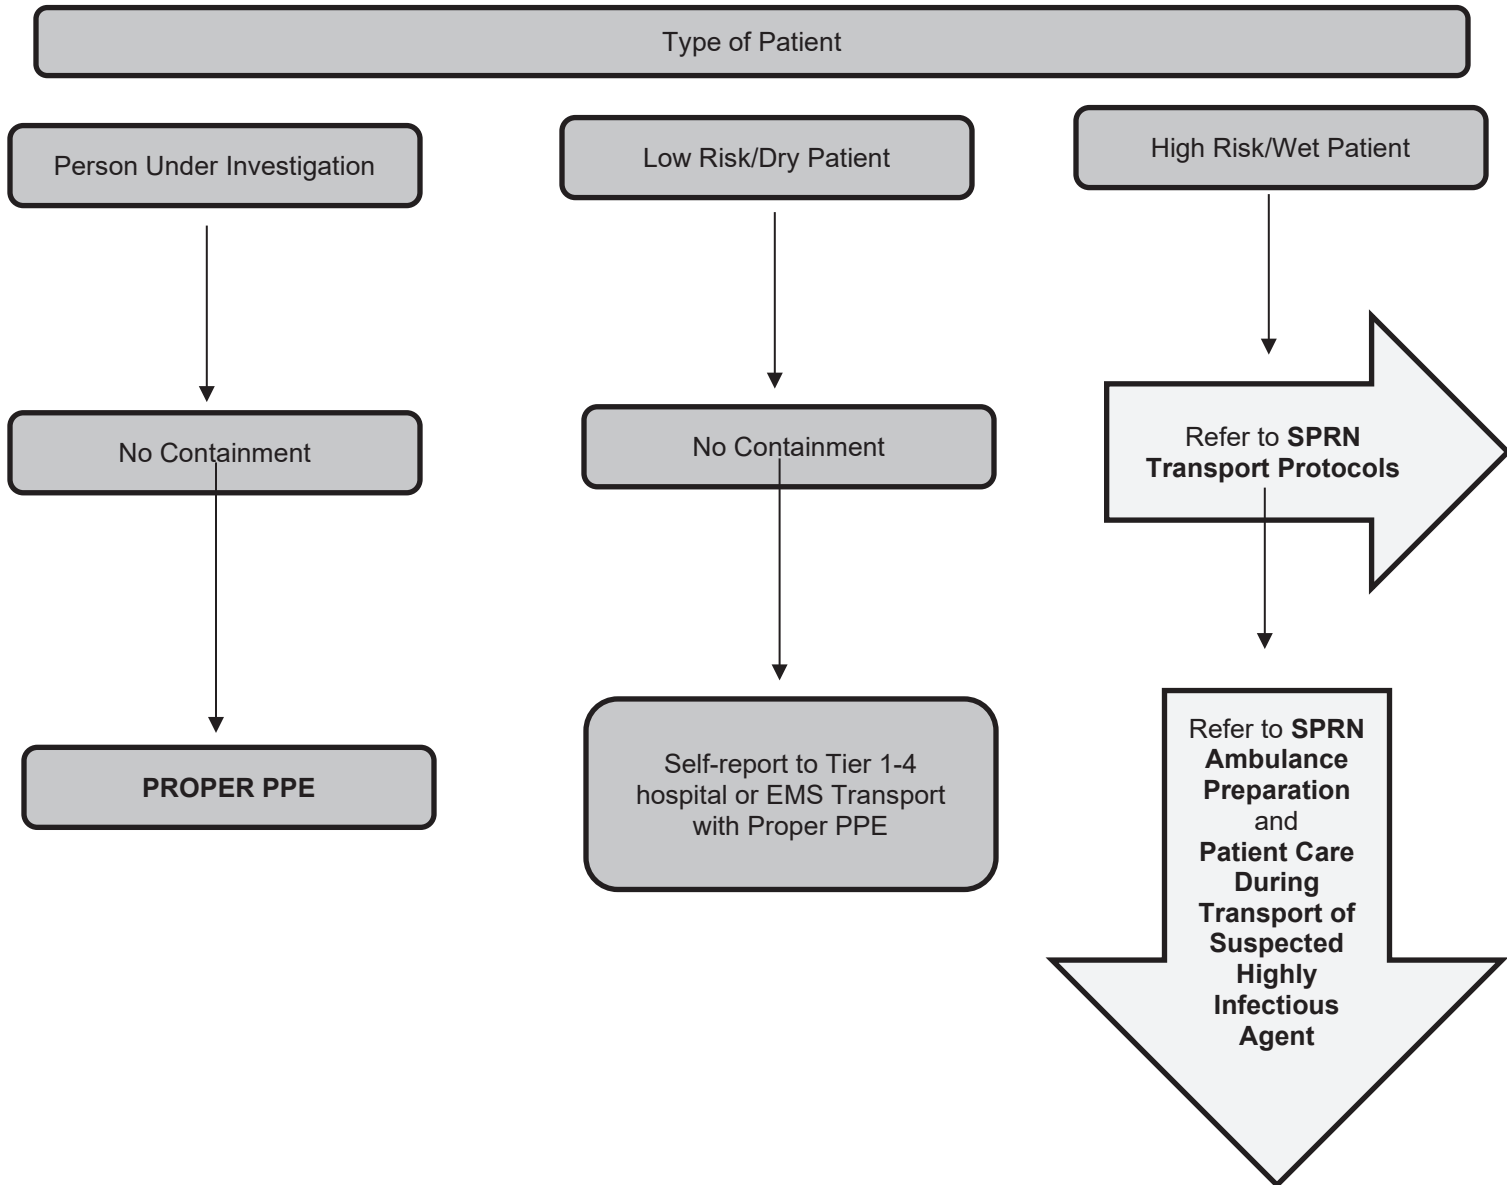 Type of Patient
Person Under Investigation
Low Risk/Dry Patient
High Risk/Wet Patient
No Containment
No Containment
Refer to SPRN
Transport Protocols
PROPER PPE
Self-report to Tier 1-4
hospital or EMS Transport
with Proper PPE
Refer to SPRN
Ambulance
Preparation
and
Patient Care
During
Transport of
Suspected
Highly
Infectious
Agent